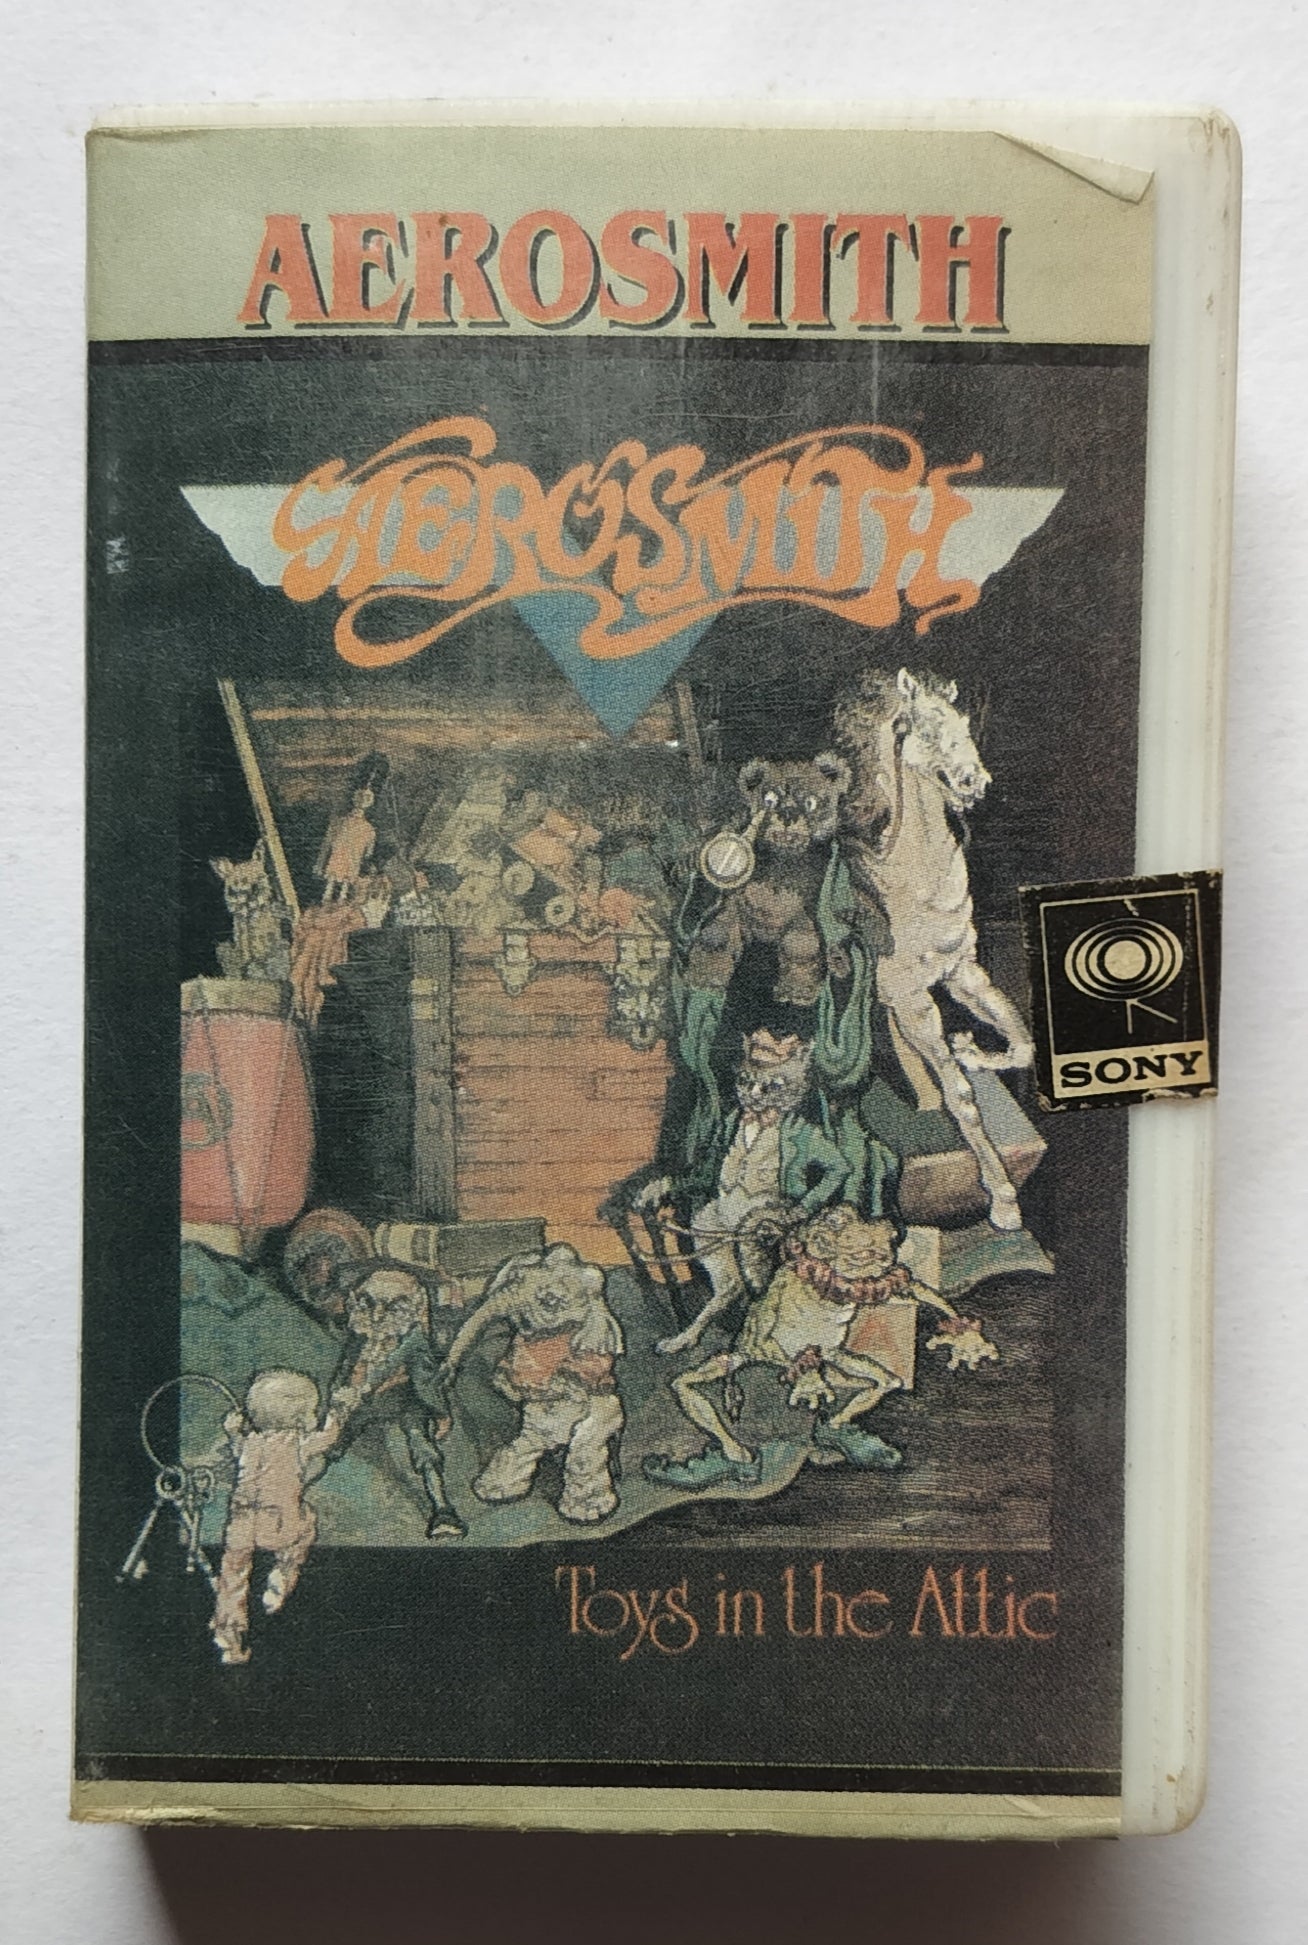 AEROSMITH
AEROSMITH
SONY
Toys in the Attic